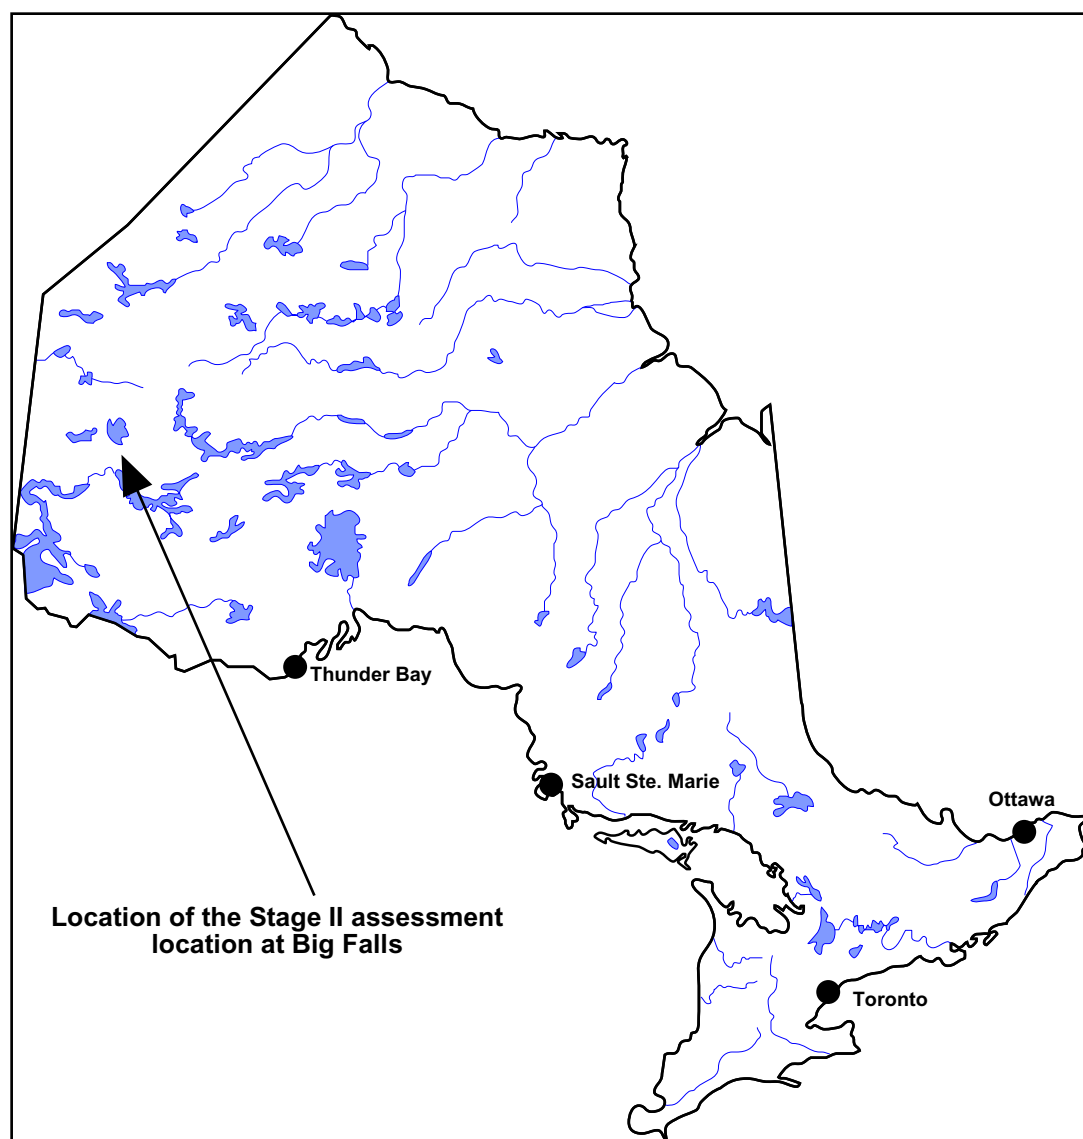 Thunder Bay
Sault Ste. Marie
Ottawa
Location of the Stage II assessment
location at Big Falls
Toronto